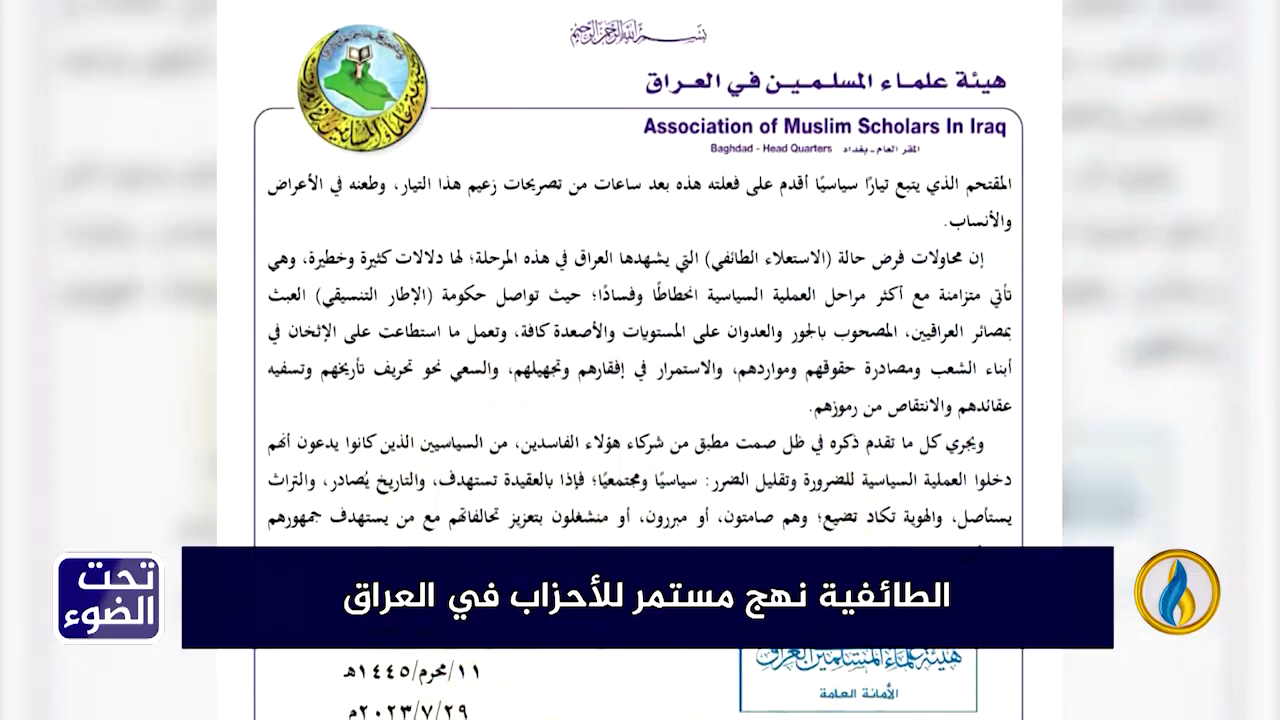 بسم الله الرحمن الرحيم
هيئة علماء المسلمين في العراق
Association of Muslim Scholars In Iraq
Baghdad - Head Quarters المقر العام - بغداد
المقتحم الذي يتبع تيارًا سياسيًا أقدم على فعلته هذه بعد ساعات من تصريحات زعيم هذا التيار، وطعنه في الأعراض
والأنساب.
إن محاولات فرض حالة (الاستعلاء الطائفي) التي يشهدها العراق في هذه المرحلة؛ لها دلالات كثيرة وخطيرة، وهي
تأتي متزامنة مع أكثر مراحل العملية السياسية انحطاطًا وفسادًا؛ حيث تواصل حكومة (الإطار التنسيقي) العبث
بمصائر العراقيين، المصحوب بالجور والعدوان على المستويات والأصعدة كافة، وتعمل ما استطاعت على الإثخان في
أبناء الشعب ومصادرة حقوقهم ومواردهم، والاستمرار في إفقارهم وتجهيلهم، والسعي نحو تحريف تأريخهم وتسفيه
عقائدهم والانتقاص من رموزهم.
ويجري كل ما تقدم ذكره في ظل صمت مطبق من شركاء هؤلاء الفاسدين، من السياسيين الذين كانوا يدعون أنهم
دخلوا العملية السياسية للضرورة وتقليل الضرر: سياسيًا ومجتمعيًا؛ فإذا بالعقيدة تستهدف، والتاريخ يُصادر، والتراث
يستأصل، والهوية تكاد تضيع؛ وهم صامتون، أو مبررون، أو منشغلون بتعزيز تحالفاتهم مع من يستهدف جمهورهم
تحت
الضوء
الطائفية نهج مستمر للأحزاب في العراق
هيئة علماء المسلمين العراق
الأمانة العامة
١١/محرم/١٤٤٥هـ
٢٠٢٣/٧/٢٩م